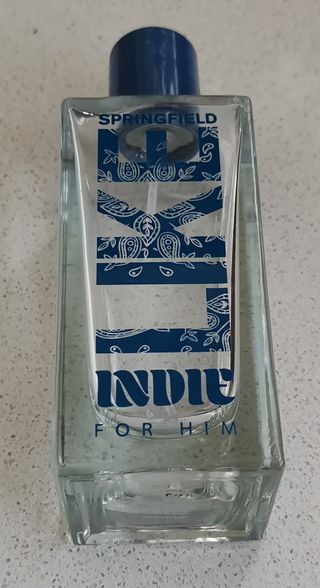 SPRINGFIELD
LIKE
INDIE
FOR HIM